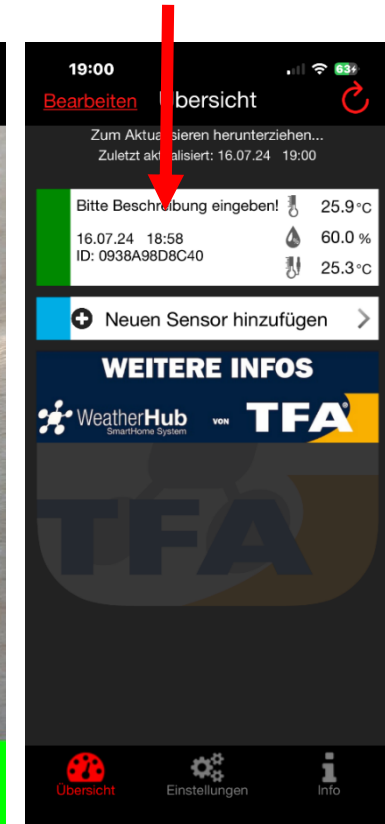 19:00
63
Bearbeiten Übersicht
Zum Aktualisieren herunterziehen...
Zuletzt aktualisiert: 16.07.24 19:00
Bitte Beschreibung eingeben! 25.9 °C
16.07.24 18:58 60.0 %
ID: 0938A98D8C40
25.3 °C
Neuen Sensor hinzufügen
WEITERE INFOS
WeatherHub VON TFA
SmartHome System
TFA
Übersicht Einstellungen Info